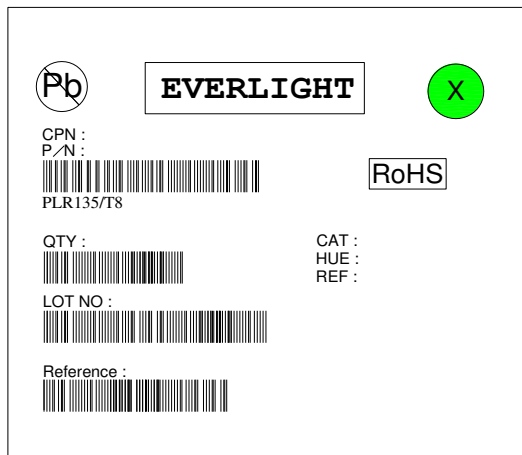 Pb
EVERLIGHT
X
CPN :
P/N :
RoHS
PLR135/T8
QTY :
CAT :
HUE :
REF :
LOT NO :
Reference :